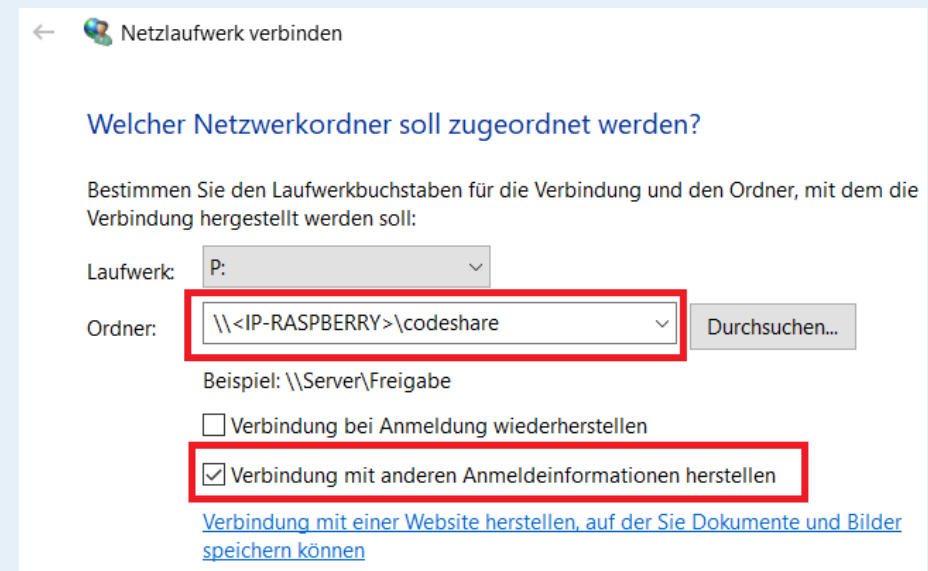 Netzlaufwerk verbinden
Welcher Netzwerkordner soll zugeordnet werden?
Bestimmen Sie den Laufwerkbuchstaben für die Verbindung und den Ordner, mit dem die
Verbindung hergestellt werden soll:
Laufwerk: P:
Ordner: \\<IP-RASPBERRY>\codeshare Durchsuchen...
Beispiel: \\Server\Freigabe
Verbindung bei Anmeldung wiederherstellen
Verbindung mit anderen Anmeldeinformationen herstellen
Verbindung mit einer Website herstellen, auf der Sie Dokumente und Bilder
speichern können